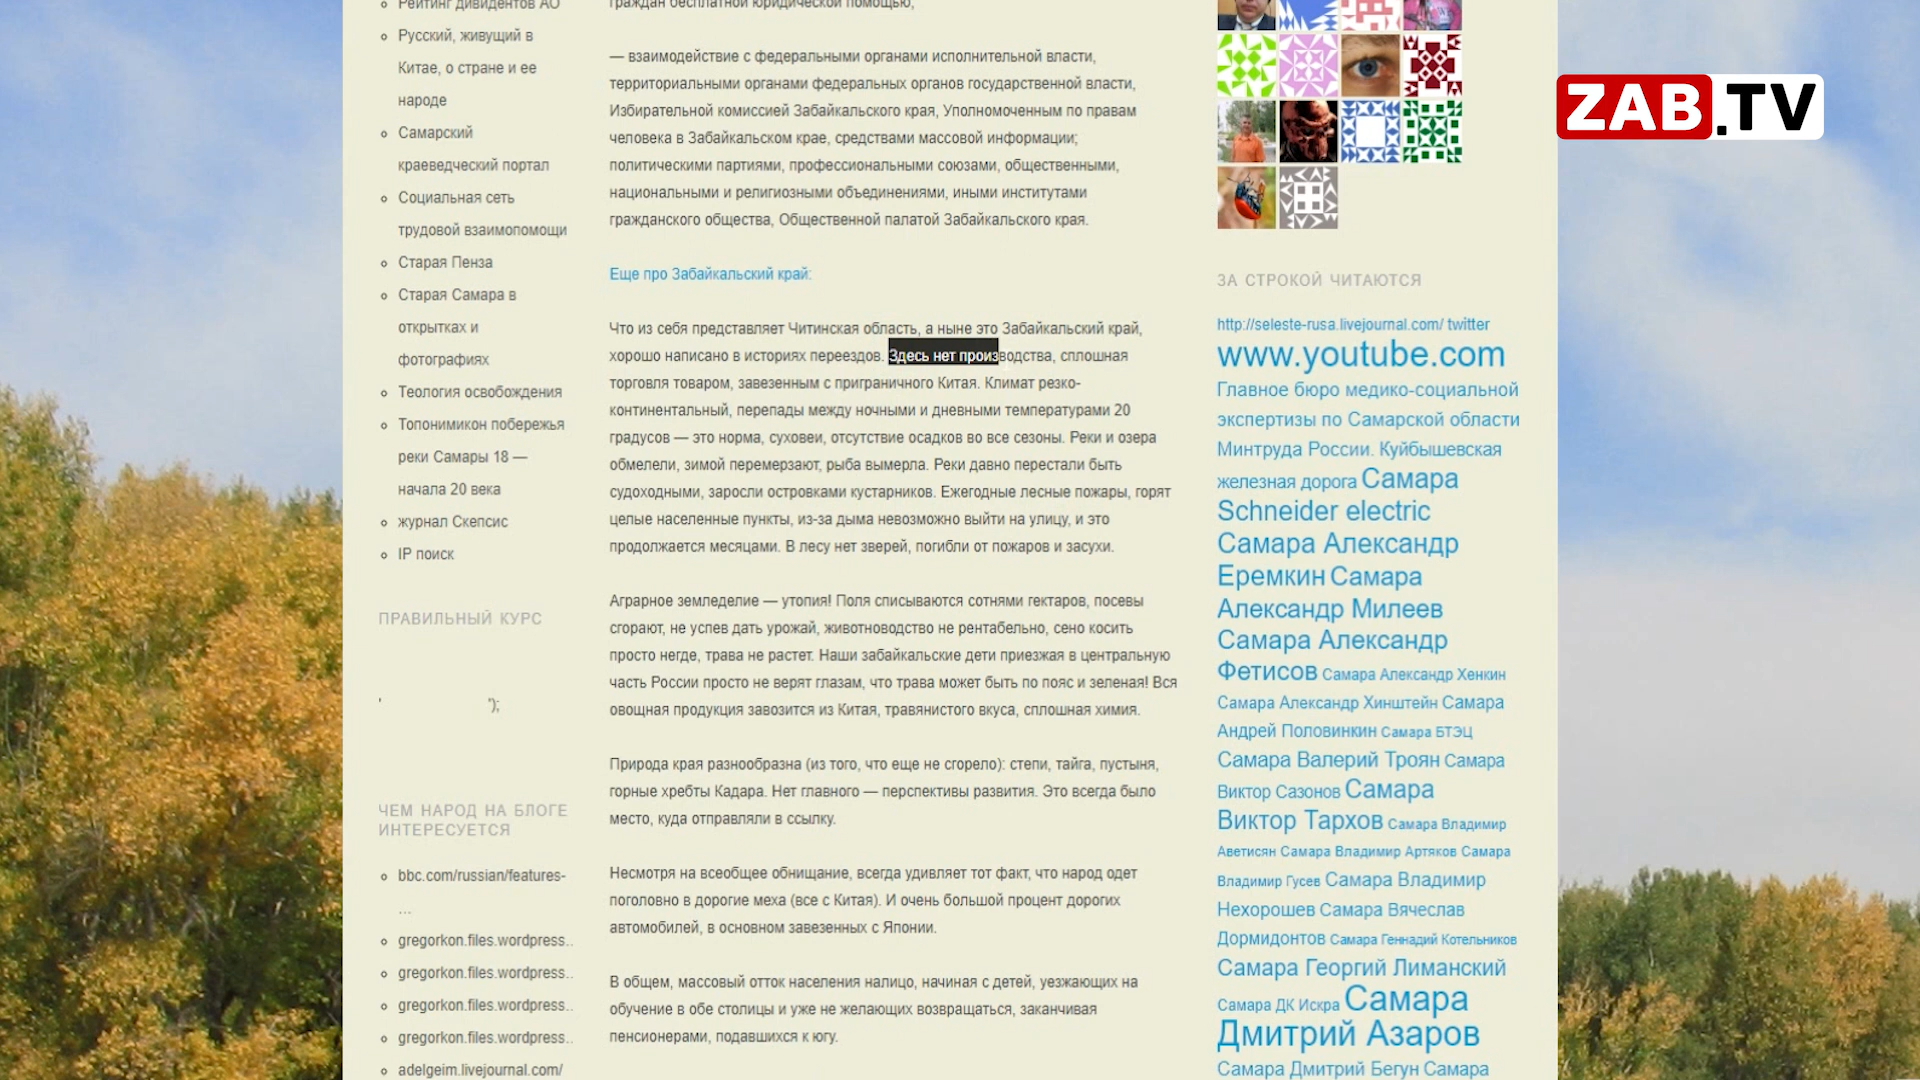 Рейтинг дивидентов АО
Русский, живущий в
Китае, о стране и ее
народе
Самарский
краеведческий портал
Социальная сеть
трудовой взаимопомощи
Старая Пенза
Старая Самара в
открытках и
фотографиях
Теология освобождения
Топонимикон побережья
реки Самары 18 —
начала 20 века
журнал Скепсис
IP поиск
ПРАВИЛЬНЫЙ КУРС
' ');
ЧЕМ НАРОД НА БЛОГЕ
ИНТЕРЕСУЕТСЯ
bbc.com/russian/features-
…
gregorkon.files.wordpress…
gregorkon.files.wordpress…
gregorkon.files.wordpress…
gregorkon.files.wordpress…
adelgeim.livejournal.com/
граждан бесплатной юридической помощью;
— взаимодействие с федеральными органами исполнительной власти,
территориальными органами федеральных органов государственной власти,
Избирательной комиссией Забайкальского края, Уполномоченным по правам
человека в Забайкальском крае, средствами массовой информации;
политическими партиями, профессиональными союзами, общественными,
национальными и религиозными объединениями, иными институтами
гражданского общества, Общественной палатой Забайкальского края.
Еще про Забайкальский край:
Что из себя представляет Читинская область, а ныне это Забайкальский край,
хорошо написано в историях переездов. Здесь нет производства, сплошная
торговля товаром, завезенным с приграничного Китая. Климат резко-
континентальный, перепады между ночными и дневными температурами 20
градусов — это норма, суховеи, отсутствие осадков во все сезоны. Реки и озера
обмелели, зимой перемерзают, рыба вымерла. Реки давно перестали быть
судоходными, заросли островками кустарников. Ежегодные лесные пожары, горят
целые населенные пункты, из-за дыма невозможно выйти на улицу, и это
продолжается месяцами. В лесу нет зверей, погибли от пожаров и засухи.
Аграрное земледелие — утопия! Поля списываются сотнями гектаров, посевы
сгорают, не успев дать урожай, животноводство не рентабельно, сено косить
просто негде, трава не растет. Наши забайкальские дети приезжая в центральную
часть России просто не верят глазам, что трава может быть по пояс и зеленая! Вся
овощная продукция завозится из Китая, травянистого вкуса, сплошная химия.
Природа края разнообразна (из того, что еще не сгорело): степи, тайга, пустыня,
горные хребты Кадара. Нет главного — перспективы развития. Это всегда было
место, куда отправляли в ссылку.
Несмотря на всеобщее обнищание, всегда удивляет тот факт, что народ одет
поголовно в дорогие меха (все с Китая). И очень большой процент дорогих
автомобилей, в основном завезенных с Японии.
В общем, массовый отток населения налицо, начиная с детей, уезжающих на
обучение в обе столицы и уже не желающих возвращаться, заканчивая
пенсионерами, подавшихся к югу.
ZAB.TV
ЗА СТРОКОЙ ЧИТАЮТСЯ
http://seleste-rusa.livejournal.com/ twitter
www.youtube.com
Главное бюро медико-социальной
экспертизы по Самарской области
Минтруда России. Куйбышевская
железная дорога Самара
Schneider electric
Самара Александр
Еремкин Самара
Александр Милеев
Самара Александр
Фетисов Самара Александр Хенкин
Самара Александр Хинштейн Самара
Андрей Половинкин Самара БТЭЦ
Самара Валерий Троян Самара
Виктор Сазонов Самара
Виктор Тархов Самара Владимир
Аветисян Самара Владимир Артяков Самара
Владимир Гусев Самара Владимир
Нехорошев Самара Вячеслав
Дормидонтов Самара Геннадий Котельников
Самара Георгий Лиманский
Самара ДК Искра Самара
Дмитрий Азаров
Самара Дмитрий Бегун Самара